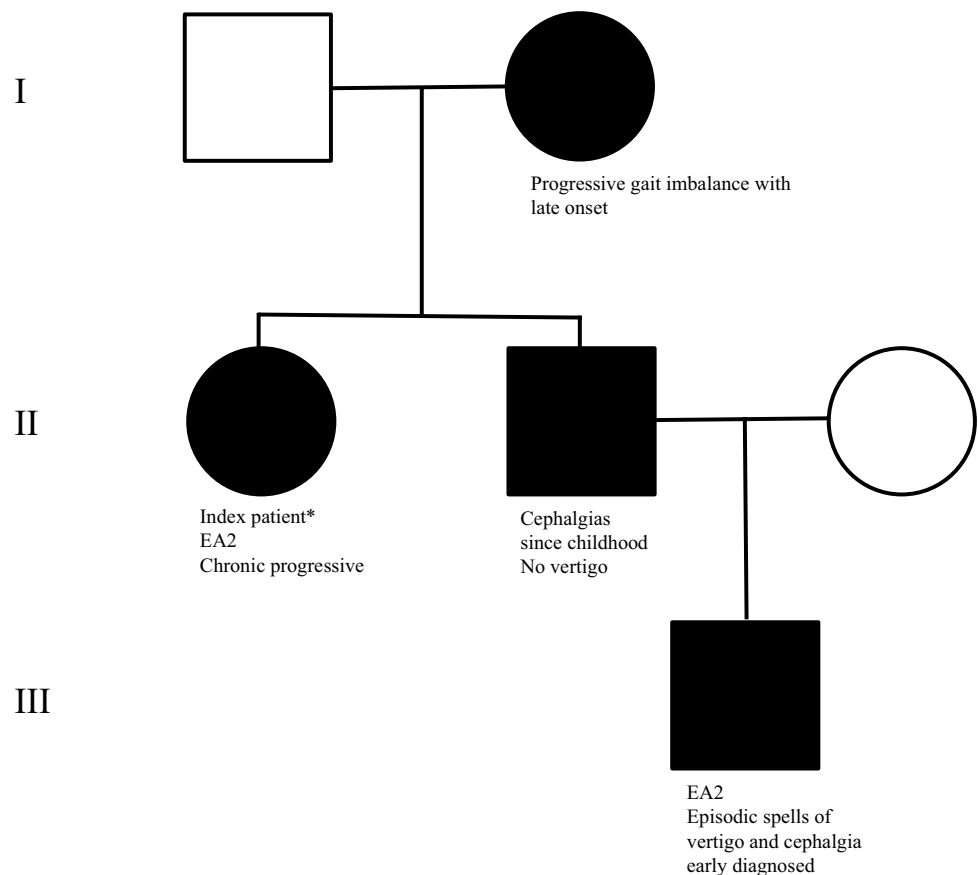 I
Progressive gait imbalance with
late onset
II
Index patient*
EA2
Chronic progressive
Cephalgias
since childhood
No vertigo
III
EA2
Episodic spells of
vertigo and cephalgia
early diagnosed